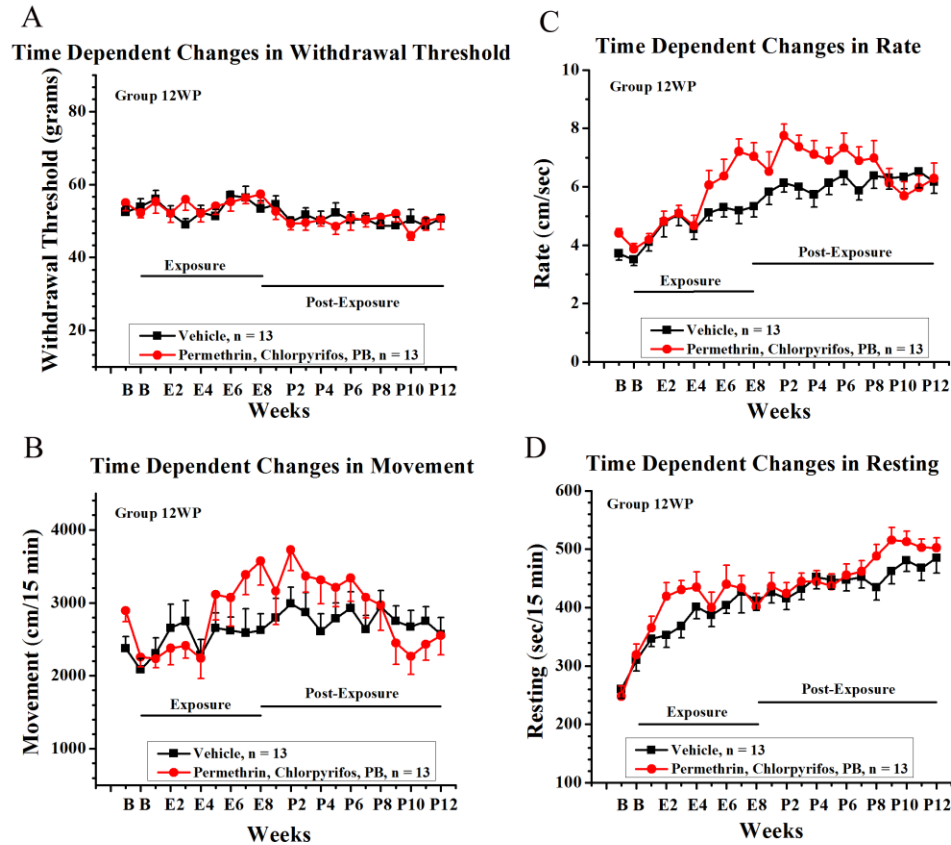 A
Time Dependent Changes in Withdrawal Threshold
Withdrawal Threshold (grams)
80
60
40
20
Group 12WP
Exposure
Post-Exposure
Vehicle, n = 13
Permethrin, Chlorpyrifos, PB, n = 13
B B E2 E4 E6 E8 P2 P4 P6 P8 P10 P12
Weeks
B
Time Dependent Changes in Movement
Movement (cm/15 min)
4000
3000
2000
1000
Group 12WP
Exposure
Post-Exposure
Vehicle, n = 13
Permethrin, Chlorpyrifos, PB, n = 13
B B E2 E4 E6 E8 P2 P4 P6 P8 P10 P12
Weeks
C
Time Dependent Changes in Rate
Rate (cm/sec)
10
8
6
4
2
0
Group 12WP
Exposure
Post-Exposure
Vehicle, n = 13
Permethrin, Chlorpyrifos, PB, n = 13
B B E2 E4 E6 E8 P2 P4 P6 P8 P10 P12
Weeks
D
Time Dependent Changes in Resting
Resting (sec/15 min)
600
500
400
300
200
100
Group 12WP
Exposure
Post-Exposure
Vehicle, n = 13
Permethrin, Chlorpyrifos, PB, n = 13
B B E2 E4 E6 E8 P2 P4 P6 P8 P10 P12
Weeks